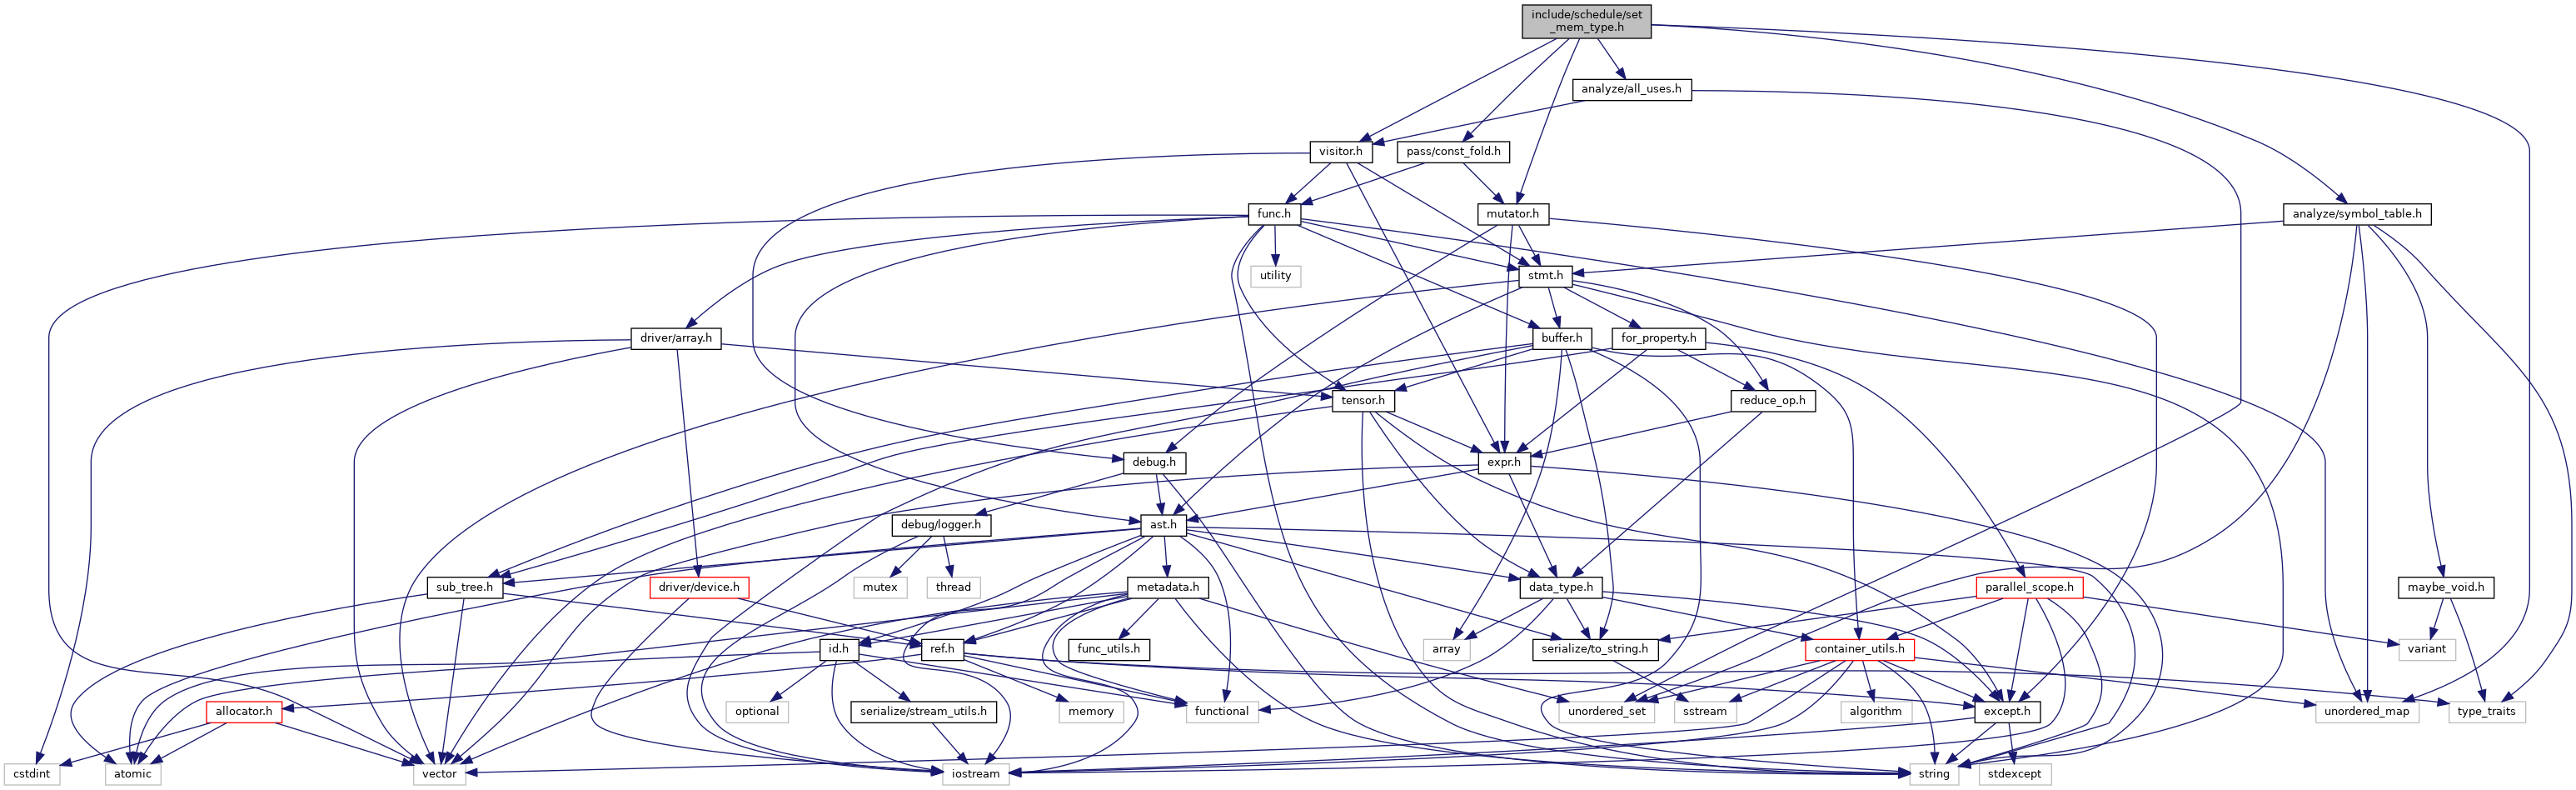 include/schedule/set
_mem_type.h
analyze/all_uses.h
visitor.h
pass/const_fold.h
func.h
mutator.h
analyze/symbol_table.h
utility
stmt.h
driver/array.h
buffer.h
for_property.h
tensor.h
reduce_op.h
debug.h
expr.h
debug/logger.h
ast.h
sub_tree.h
driver/device.h
mutex
thread
metadata.h
data_type.h
parallel_scope.h
maybe_void.h
id.h
ref.h
func_utils.h
array
serialize/to_string.h
container_utils.h
variant
allocator.h
optional
serialize/stream_utils.h
memory
functional
unordered_set
sstream
algorithm
except.h
unordered_map
type_traits
cstdint
atomic
vector
iostream
string
stdexcept